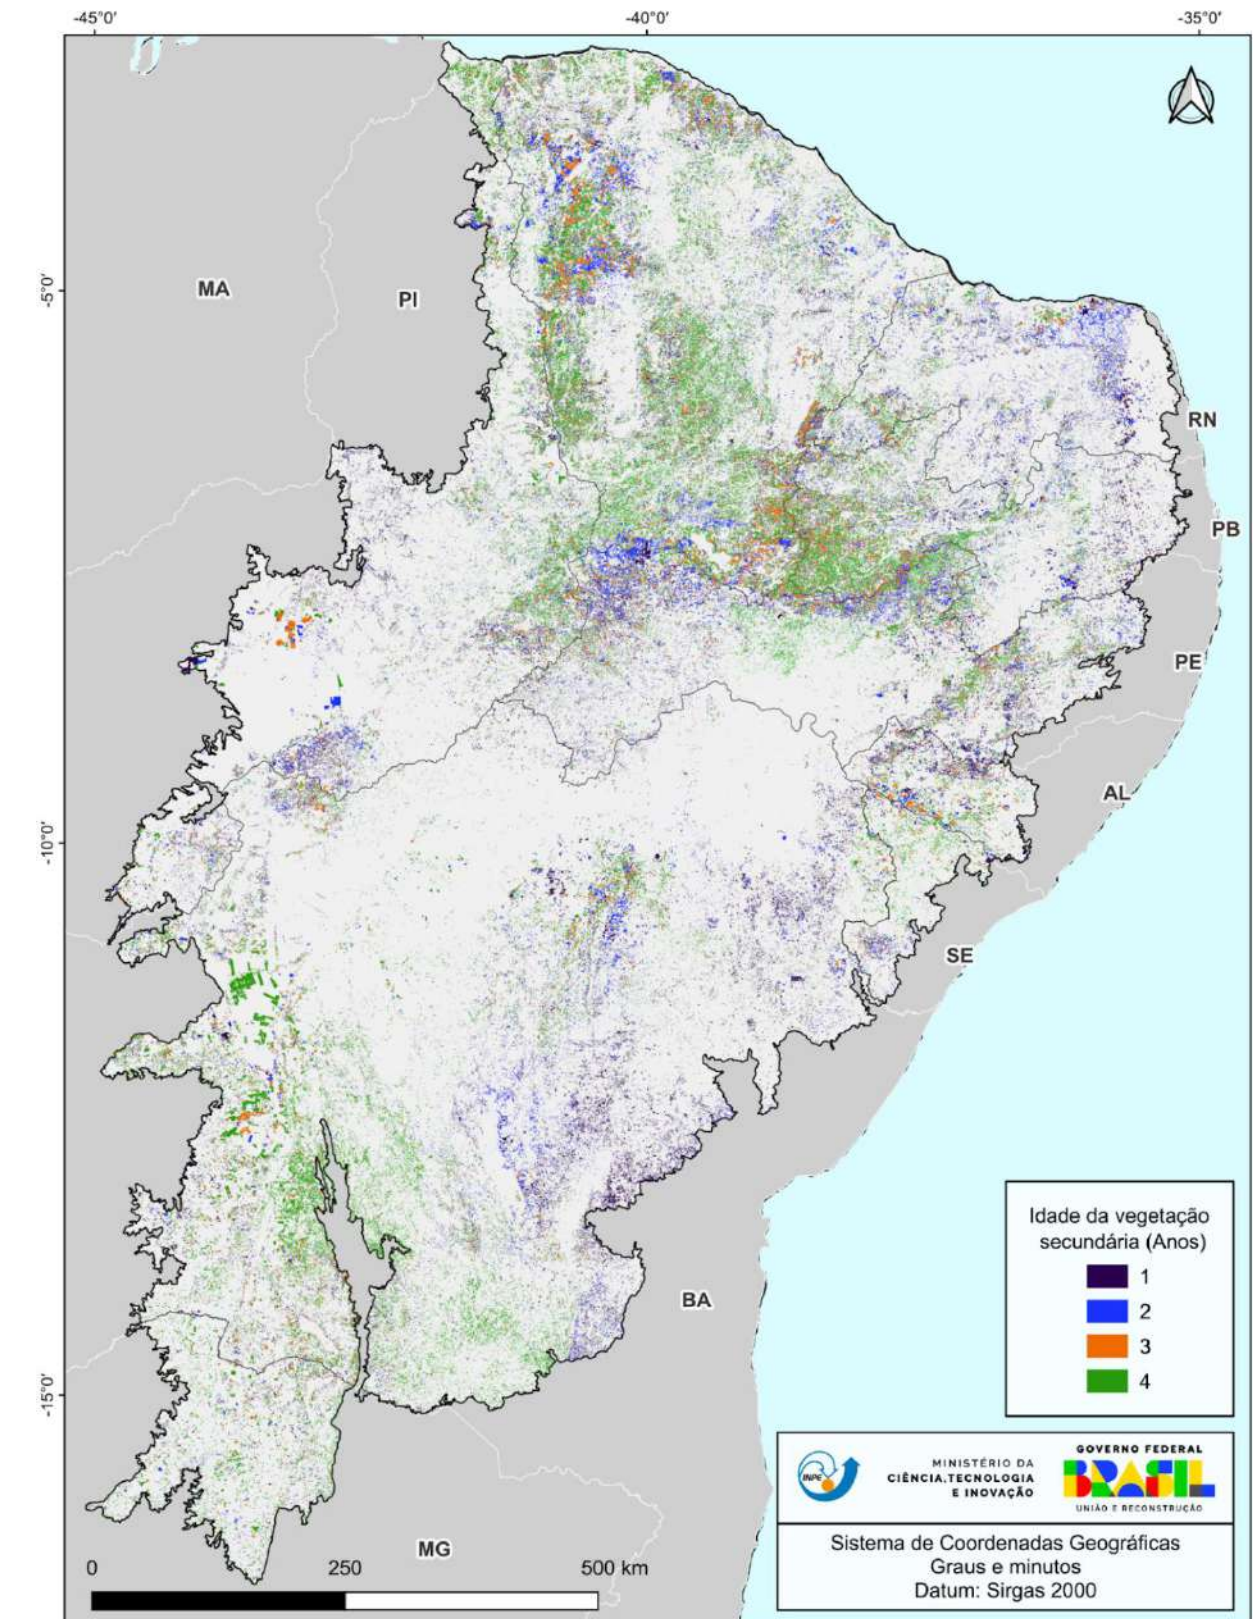 -45°0'
-40°0'
-35°0'
-5°0'
MA
PI
RN
PB
PE
AL
-10°0'
SE
Idade da vegetação
secundária (Anos)
1
2
3
4
BA
-15°0'
INPE
MINISTÉRIO DA
CIÊNCIA,TECNOLOGIA
E INOVAÇÃO
GOVERNO FEDERAL
BRASIL
UNIÃO E RECONSTRUÇÃO
MG
Sistema de Coordenadas Geográficas
Graus e minutos
Datum: Sirgas 2000
0
250
500 km